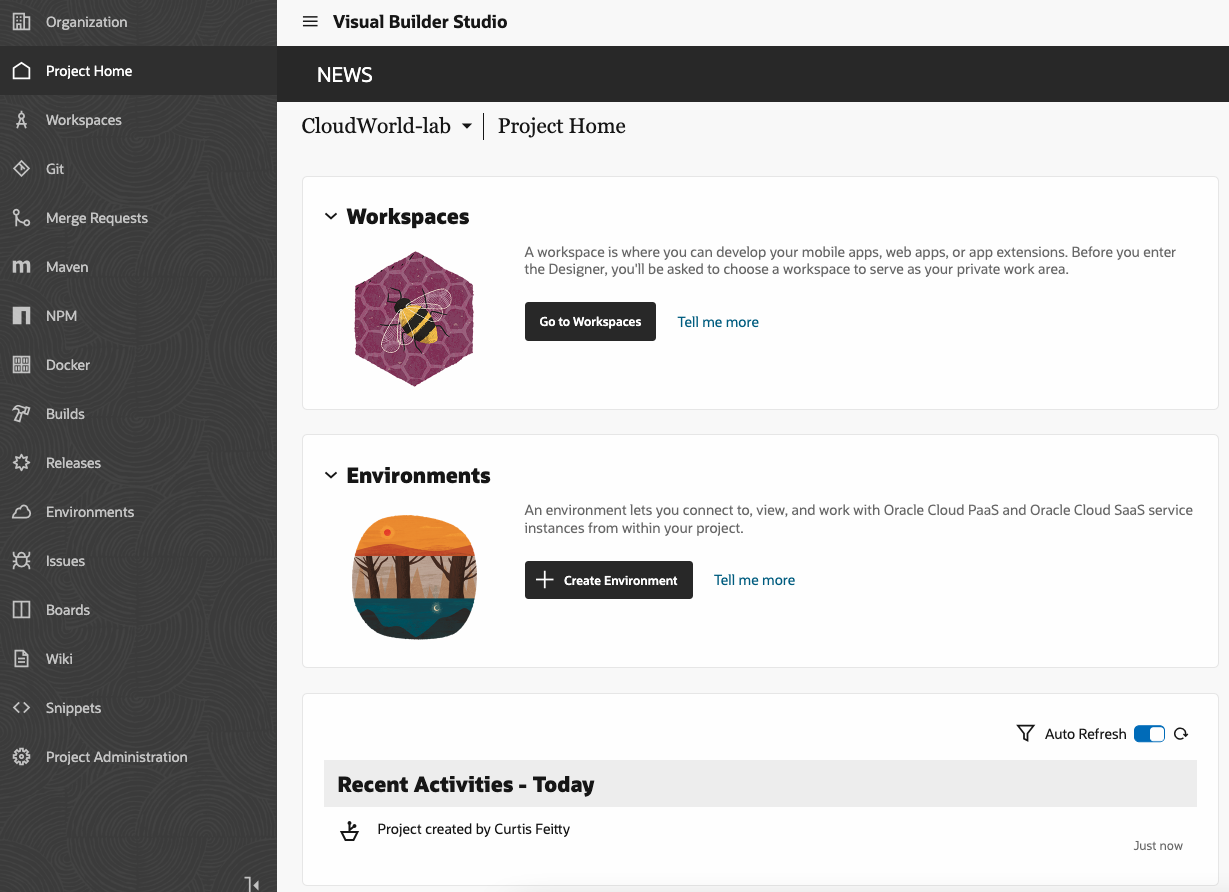 Organization
Project Home
Workspaces
Git
Merge Requests
Maven
NPM
Docker
Builds
Releases
Environments
Issues
Boards
Wiki
Snippets
Project Administration
Visual Builder Studio
NEWS
CloudWorld-lab Project Home
Workspaces
A workspace is where you can develop your mobile apps, web apps, or app extensions. Before you enter
the Designer, you'll be asked to choose a workspace to serve as your private work area.
Go to Workspaces Tell me more
Environments
An environment lets you connect to, view, and work with Oracle Cloud PaaS and Oracle Cloud SaaS service
instances from within your project.
Create Environment Tell me more
Auto Refresh
Recent Activities - Today
Project created by Curtis Feitty
Just now